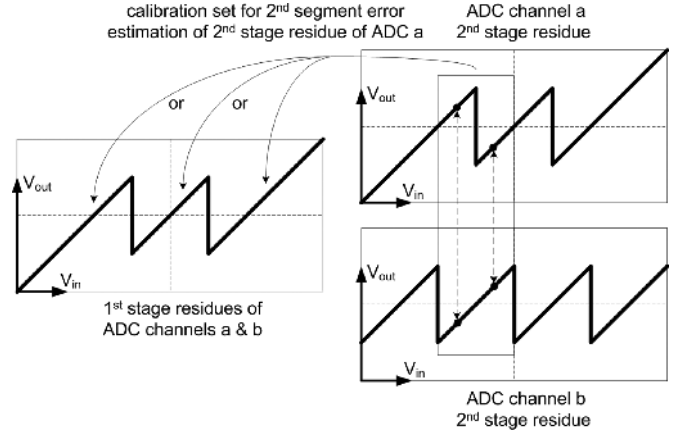 calibration set for 2nd segment error
estimation of 2nd stage residue of ADC a
ADC channel a
2nd stage residue
or
or
Vout
Vin
Vout
Vin
1st stage residues of
ADC channels a & b
Vout
Vin
ADC channel b
2nd stage residue